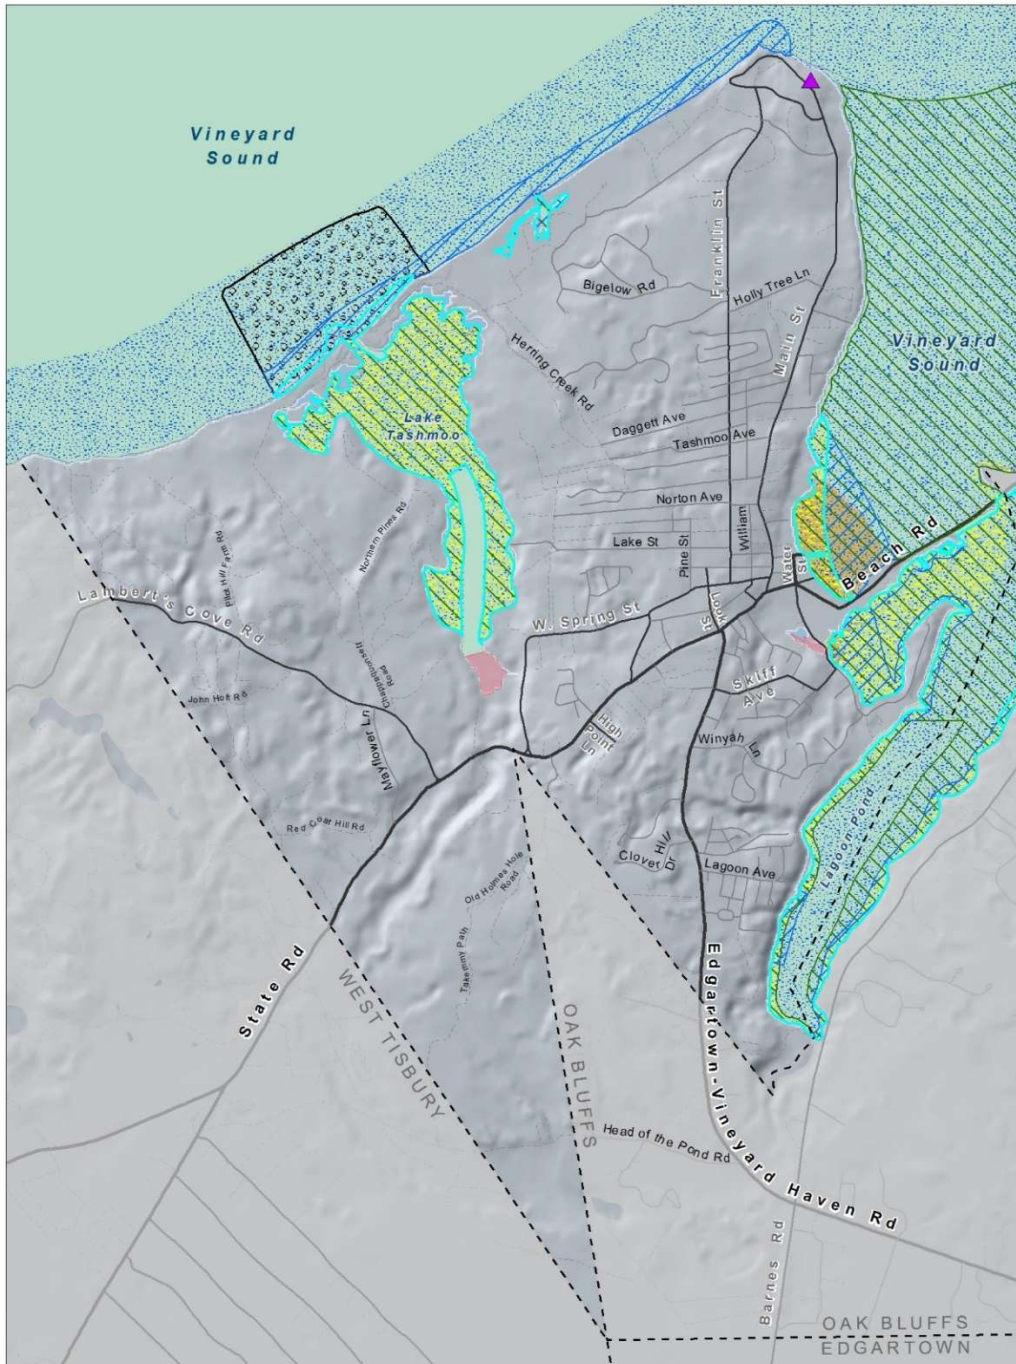 Vineyard
Sound
Bigelow Rd
Franklin St
Holly Tree Ln
Main St
Vineyard
Sound
Herring Creek Rd
Lake
Tashmoo
Daggett Ave
Tashmoo Ave
Norton Ave
William
Lake St
Pine St
Water
St
Beach Rd
Northern Pines Rd
Pilot Hill Farm Rd
Lambert's Cove Rd
W. Spring St
Look
St
Chappaquonsett
Road
Skiff
Ave
John Hoft Rd
Mayflower Ln
High
Point
Ln
Winyah Ln
Red Coat Hill Rd
Clover Hill
Dr
Lagoon Ave
Lagoon Pond
Old Holmes Hole
Road
Takemmy Path
State Rd
WEST TISBURY
OAK BLUFFS
Edgartown-Vineyard Haven Rd
Head of the Pond Rd
Barnes Rd
OAK BLUFFS
EDGARTOWN